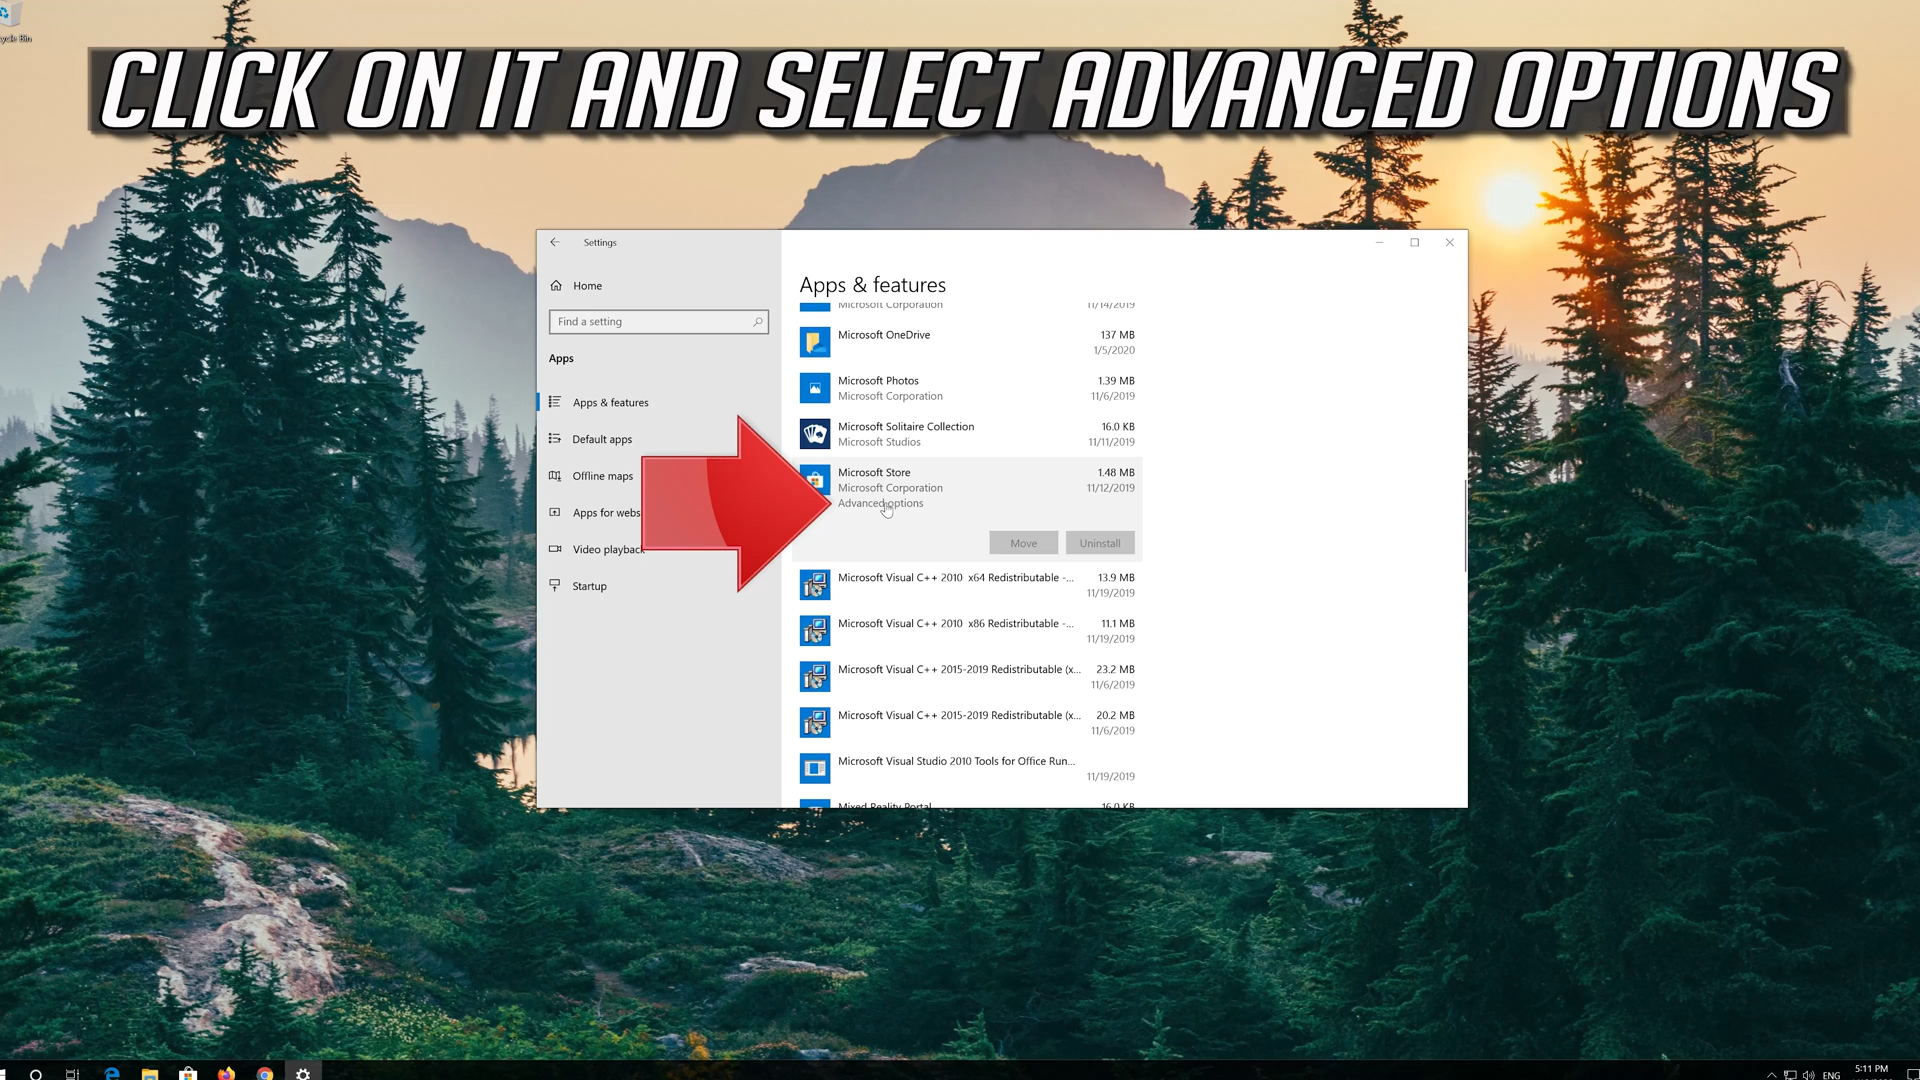 CLICK ON IT AND SELECT ADVANCED OPTIONS
Settings
Home
Find a setting
Apps
Apps & features
Default apps
Offline maps
Apps for webs
Video playback
Startup
Apps & features
Microsoft Corporation 11/14/2019
Microsoft OneDrive 137 MB
1/5/2020
Microsoft Photos 1.39 MB
Microsoft Corporation 11/6/2019
Microsoft Solitaire Collection 16.0 KB
Microsoft Studios 11/11/2019
Microsoft Store 1.48 MB
Microsoft Corporation 11/12/2019
Advanced options
Move Uninstall
Microsoft Visual C++ 2010 x64 Redistributable -... 13.9 MB
11/19/2019
Microsoft Visual C++ 2010 x86 Redistributable -... 11.1 MB
11/19/2019
Microsoft Visual C++ 2015-2019 Redistributable (x... 23.2 MB
11/6/2019
Microsoft Visual C++ 2015-2019 Redistributable (x... 20.2 MB
11/6/2019
Microsoft Visual Studio 2010 Tools for Office Run...
11/19/2019
Mixed Reality Portal 16.0 KB
ENG
5:11 PM